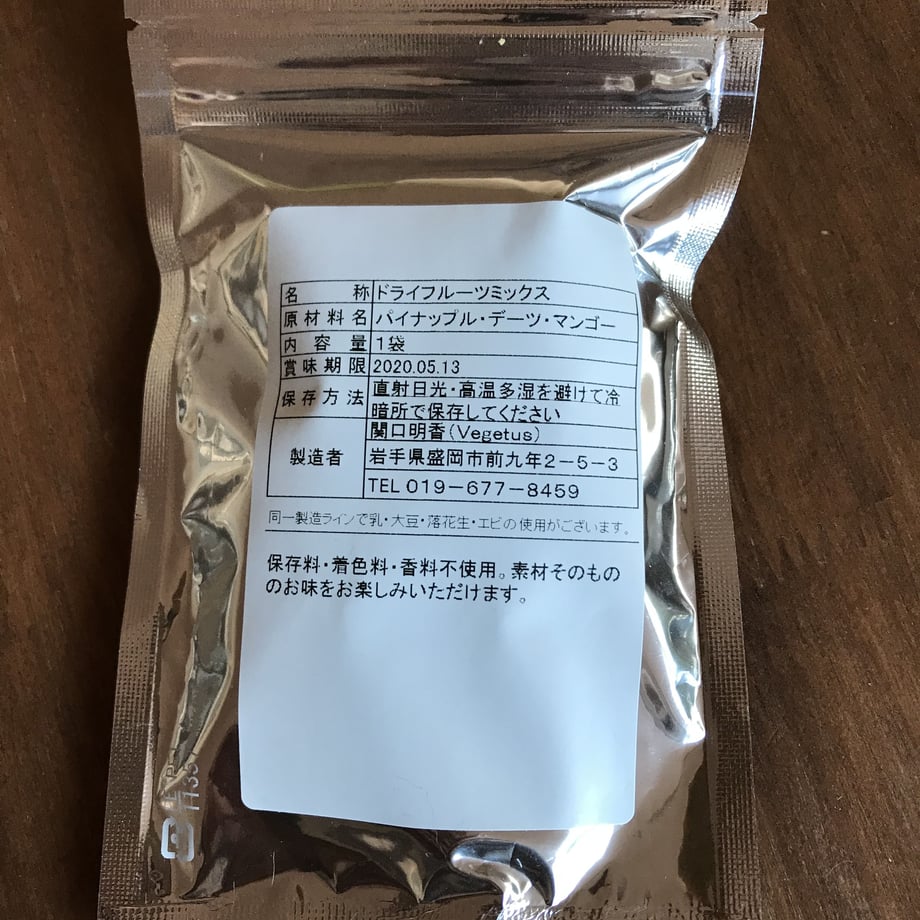 名称 ドライフルーツミックス
原材料名 パイナップル・デーツ・マンゴー
内容量 1袋
賞味期限 2020.05.13
保存方法 直射日光・高温多湿を避けて冷
暗所で保存してください
製造者 関口明香(Vegetus)
岩手県盛岡市前九年2-5-3
TEL 019-677-8459
同一製造ラインで乳・大豆・落花生・エビの使用がございます。
保存料・着色料・香料不使用。素材そのもの
のお味をお楽しみいただけます。